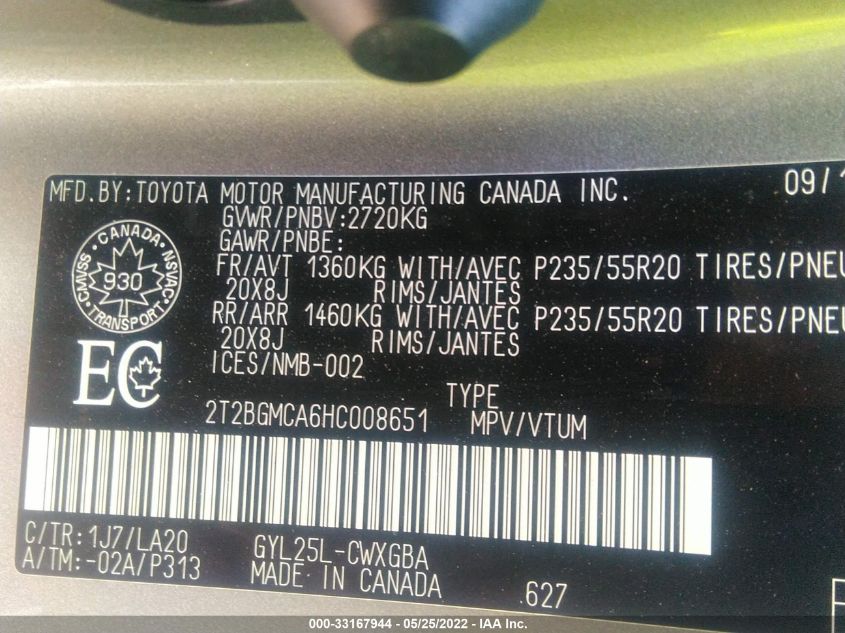 MFD.BY:TOYOTA MOTOR MANUFACTURING CANADA INC. 09/1
GVWR/PNBV:2720KG
GAWR/PNBE:
FR/AVT 1360KG WITH/AVEC P235/55R20 TIRES/PNEU
20X8J RIMS/JANTES
RR/ARR 1460KG WITH/AVEC P235/55R20 TIRES/PNEU
20X8J RIMS/JANTES
ICES/NMB-002
CANADA
CMVSS 930 NSVAC
TRANSPORT
EC
TYPE
2T2BGMCA6HC008651 MPV/VTUM
C/TR:1J7/LA20 GYL25L-CWXGBA
A/TM:-02A/P313 MADE IN CANADA 627
000-33167944 - 05/25/2022 - IAA Inc.